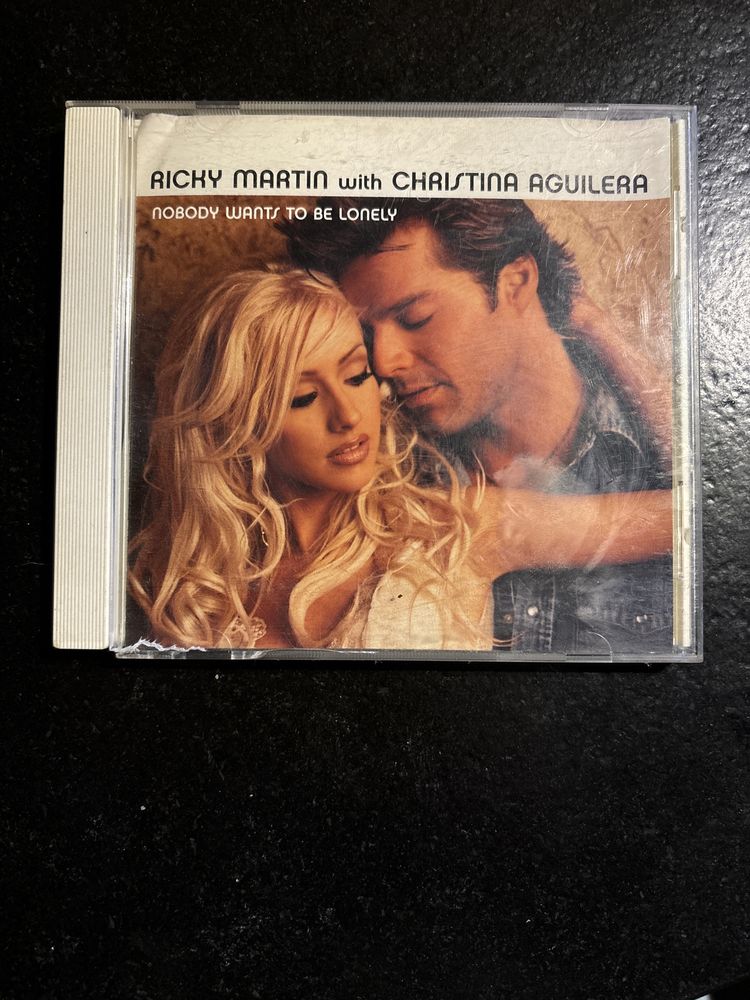 RICKY MARTIN with CHRISTINA AGUILERA
NOBODY WANTS TO BE LONELY